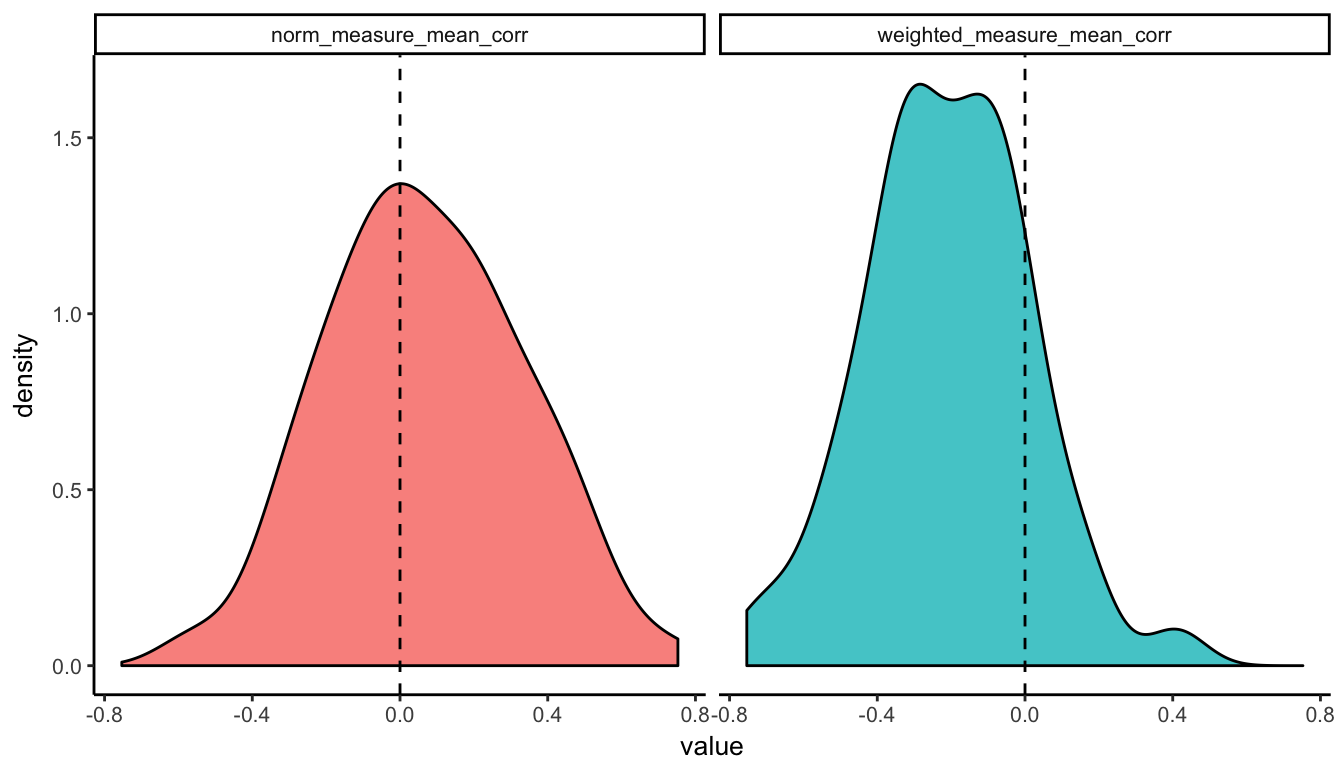 norm_measure_mean_corr
weighted_measure_mean_corr
density
1.5
1.0
0.5
0.0
-0.8 -0.4 0.0 0.4 0.8
-0.8 -0.4 0.0 0.4 0.8
value